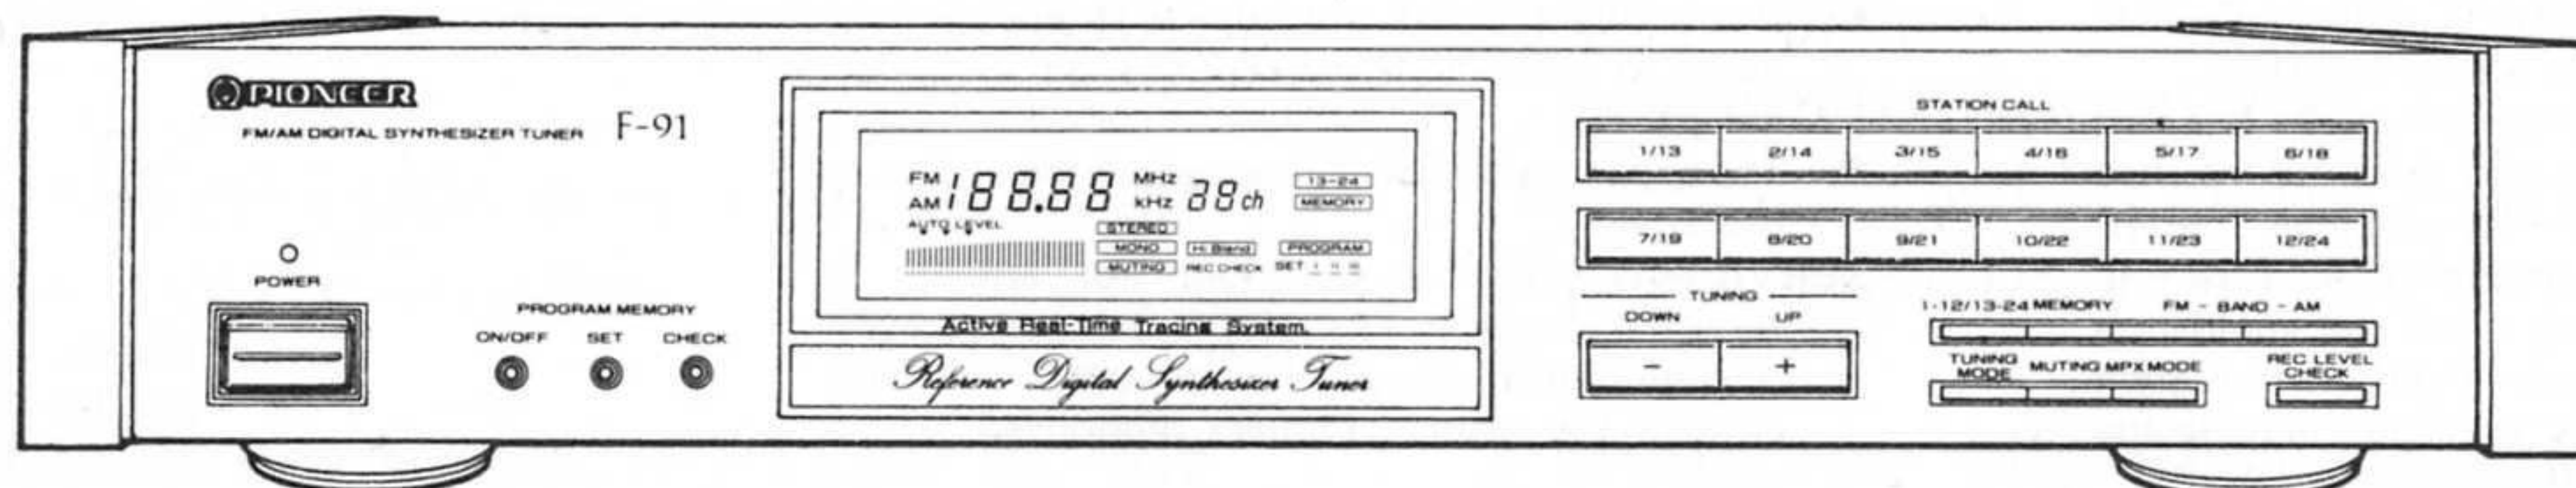 PIONEER
FM/AM DIGITAL SYNTHESIZER TUNER F-91
POWER
PROGRAM MEMORY
ON/OFF SET CHECK
FM 188.88 MHz 38ch 13-24
AM kHz MEMORY
AUTO LEVEL STEREO
MONO Hi Blend PROGRAM
MUTING REC CHECK SET I II III
Active Real-Time Tracing System
Reference Digital Synthesizer Tuner
STATION CALL
1/13 2/14 3/15 4/16 5/17 6/18
7/19 8/20 9/21 10/22 11/23 12/24
TUNING
DOWN UP
- +
1-12/13-24 MEMORY FM - BAND - AM
TUNING MODE MUTING MPX MODE
REC LEVEL CHECK